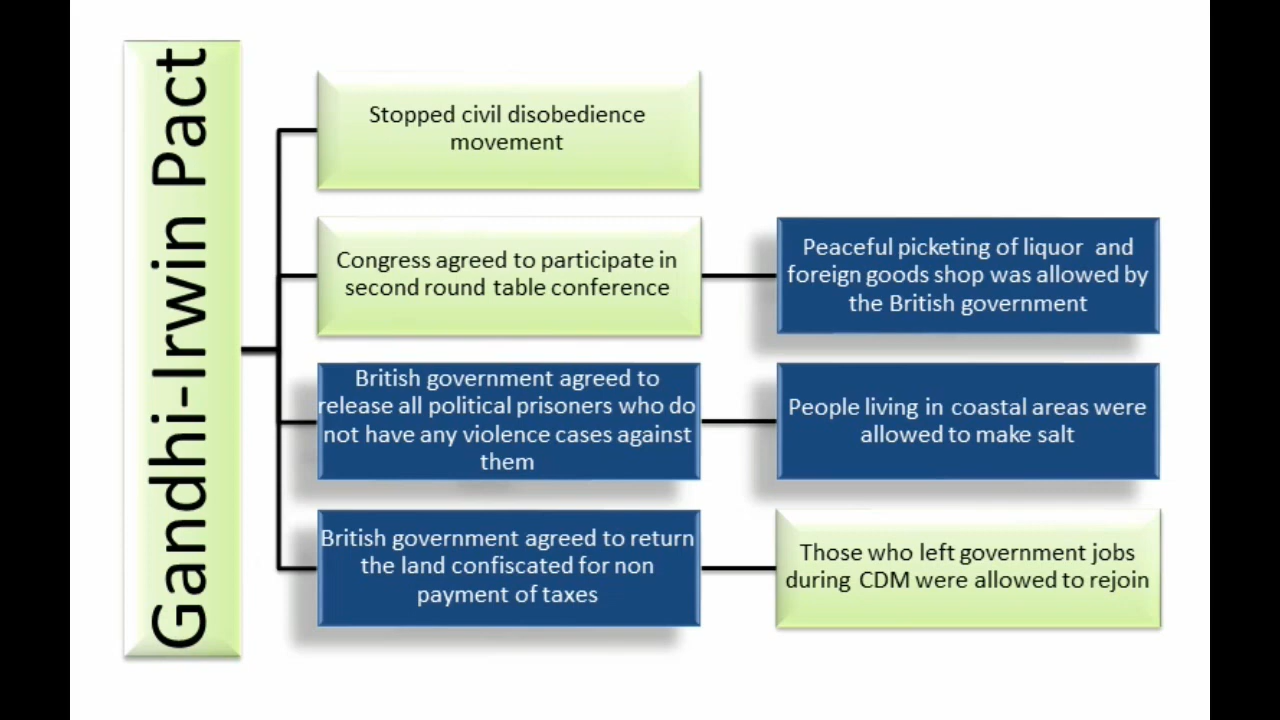 Gandhi-Irwin Pact
Stopped civil disobedience
movement
Congress agreed to participate in
second round table conference
Peaceful picketing of liquor and
foreign goods shop was allowed by
the British government
British government agreed to
release all political prisoners who do
not have any violence cases against
them
People living in coastal areas were
allowed to make salt
British government agreed to return
the land confiscated for non
payment of taxes
Those who left government jobs
during CDM were allowed to rejoin